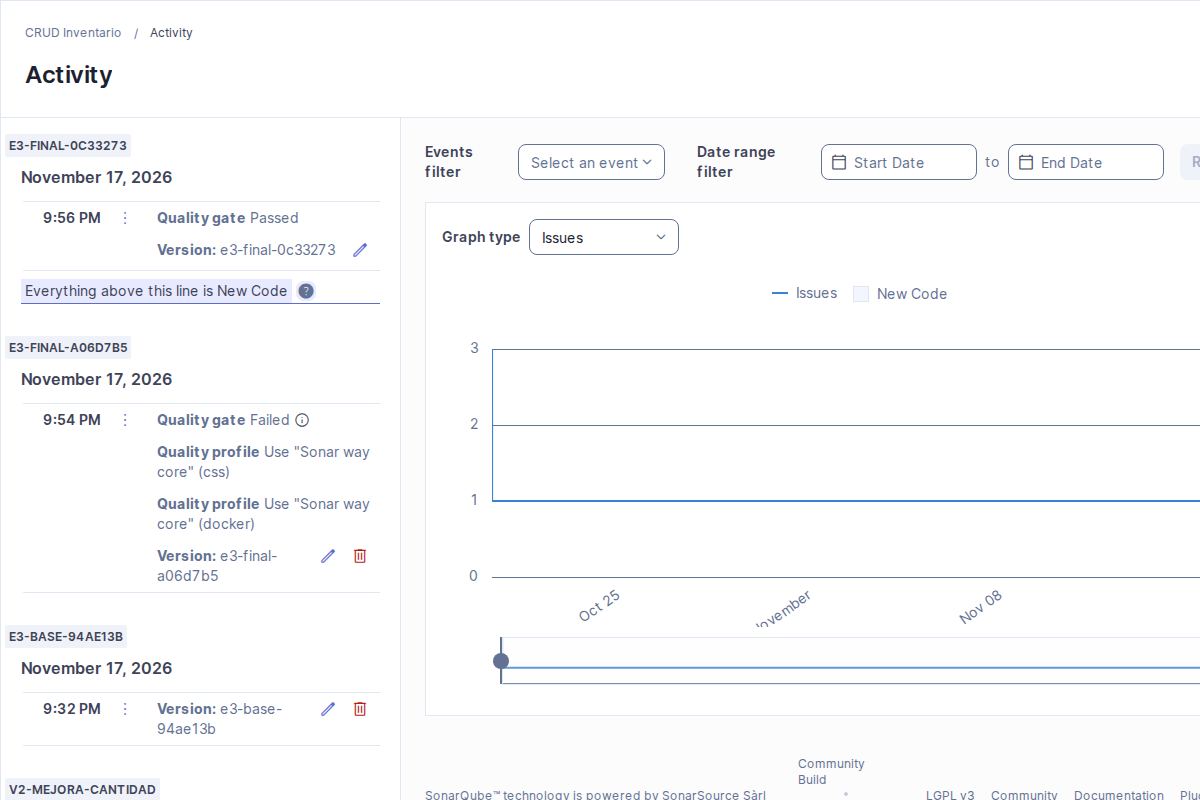 CRUD Inventario / Activity
Activity
E3-FINAL-0C33273
November 17, 2026
9:56 PM
Quality gate Passed
Version: e3-final-0c33273
Everything above this line is New Code
?
E3-FINAL-A06D7B5
November 17, 2026
9:54 PM
Quality gate Failed
Quality profile Use "Sonar way
core" (css)
Quality profile Use "Sonar way
core" (docker)
Version: e3-final-
a06d7b5
E3-BASE-94AE13B
November 17, 2026
9:32 PM
Version: e3-base-
94ae13b
V2-MEJORA-CANTIDAD
Events
filter
Select an event
Date range
filter
Start Date
to
End Date
R
Graph type
Issues
Issues
New Code
3
2
1
0
Oct 25
November
Nov 08
Community
Build
SonarQube™ technology is powered by SonarSource Sàrl
LGPL v3
Community
Documentation